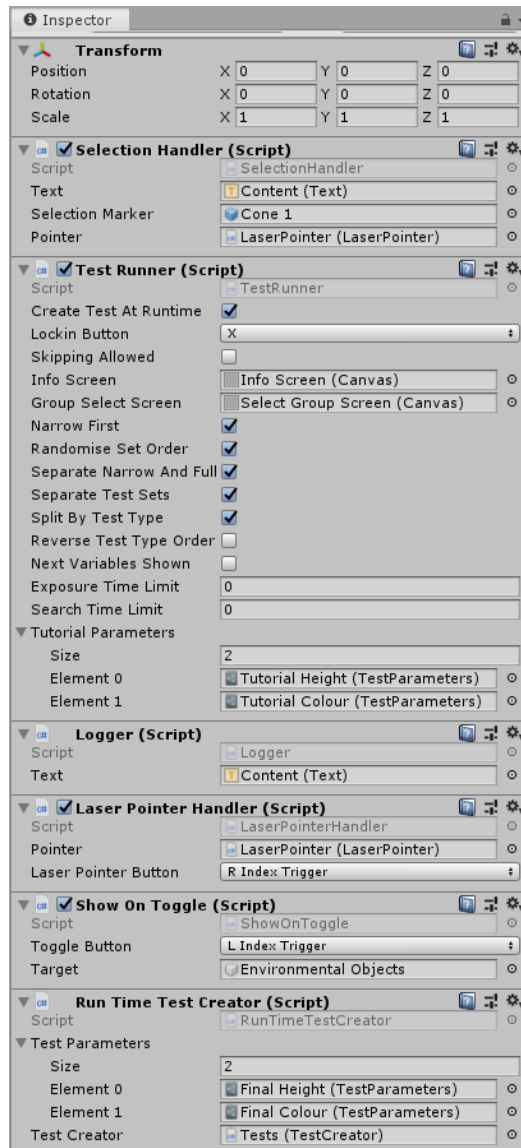 Inspector
Transform
Position X 0 Y 0 Z 0
Rotation X 0 Y 0 Z 0
Scale X 1 Y 1 Z 1
c# Selection Handler (Script)
Script SelectionHandler
Text Content (Text)
Selection Marker Cone 1
Pointer LaserPointer (LaserPointer)
c# Test Runner (Script)
Script TestRunner
Create Test At Runtime
Lockin Button X
Skipping Allowed
Info Screen Info Screen (Canvas)
Group Select Screen Select Group Screen (Canvas)
Narrow First
Randomise Set Order
Separate Narrow And Full
Separate Test Sets
Split By Test Type
Reverse Test Type Order
Next Variables Shown
Exposure Time Limit 0
Search Time Limit 0
Tutorial Parameters
Size 2
Element 0 Tutorial Height (TestParameters)
Element 1 Tutorial Colour (TestParameters)
c# Logger (Script)
Script Logger
Text Content (Text)
c# Laser Pointer Handler (Script)
Script LaserPointerHandler
Pointer LaserPointer (LaserPointer)
Laser Pointer Button R Index Trigger
c# Show On Toggle (Script)
Script ShowOnToggle
Toggle Button L Index Trigger
Target Environmental Objects
c# Run Time Test Creator (Script)
Script RunTimeTestCreator
Test Parameters
Size 2
Element 0 Final Height (TestParameters)
Element 1 Final Colour (TestParameters)
Test Creator Tests (TestCreator)